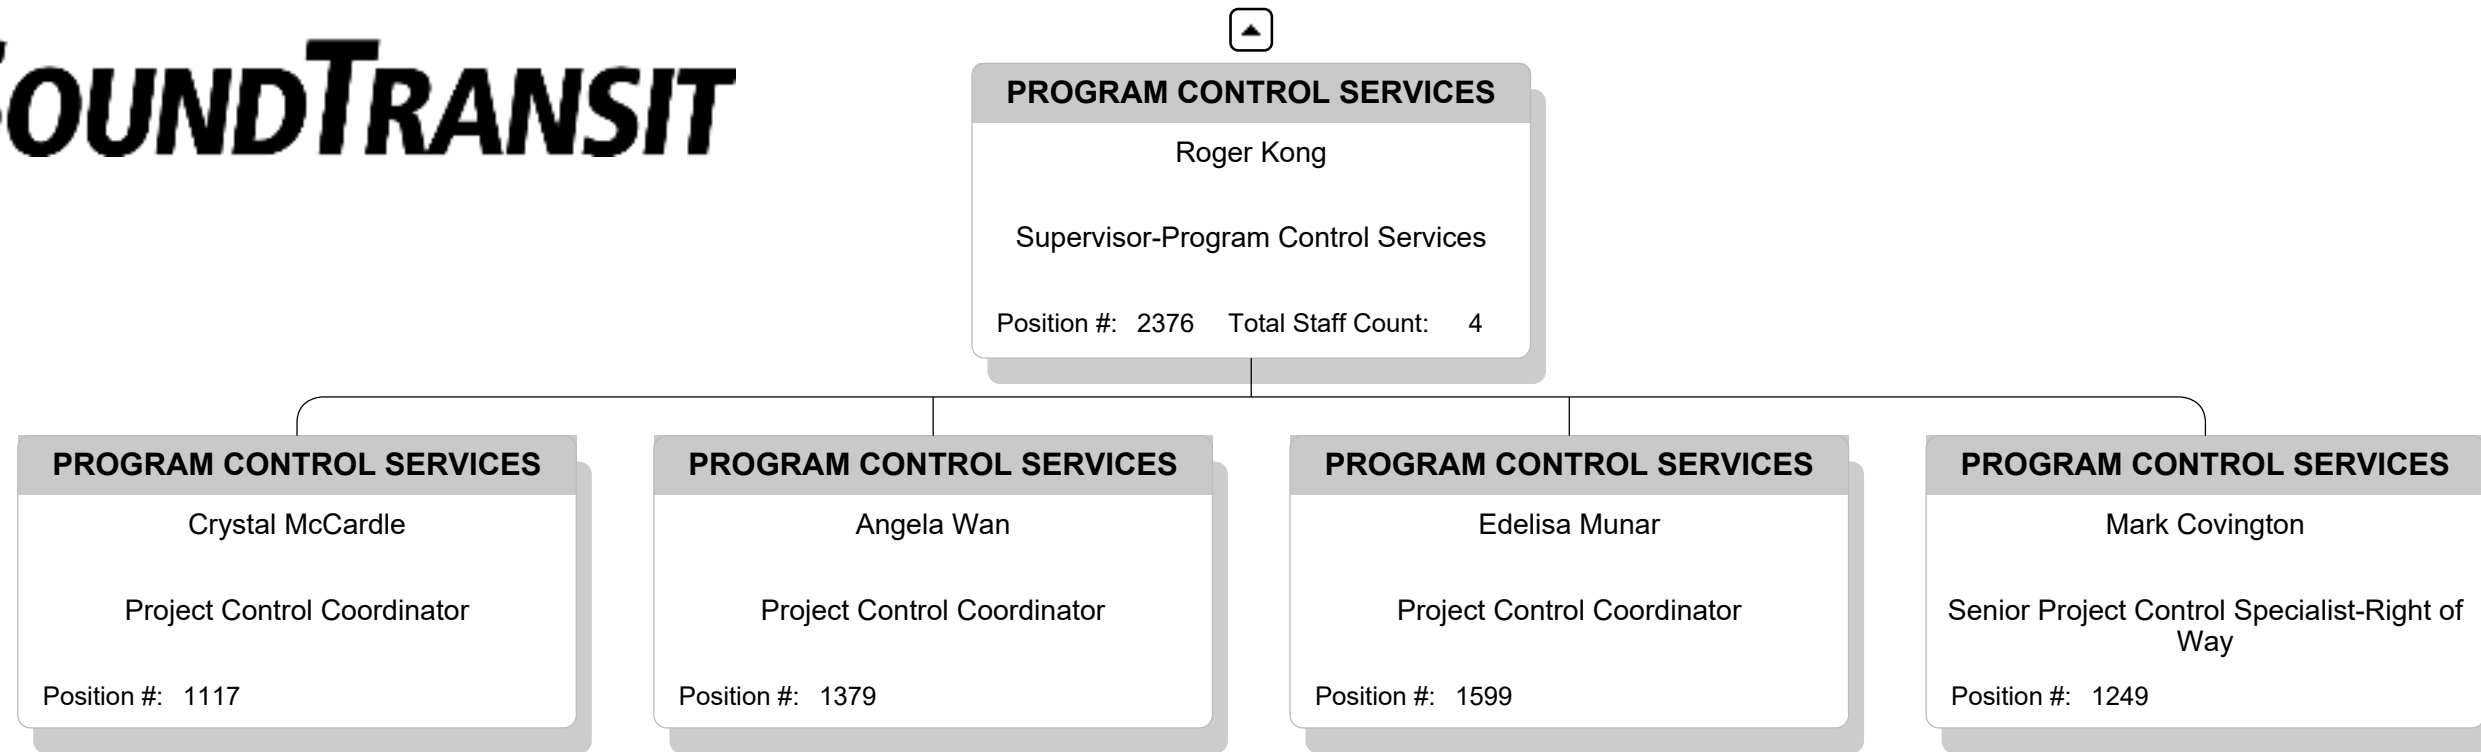 SOUNDTRANSIT
PROGRAM CONTROL SERVICES
Roger Kong
Supervisor-Program Control Services
Position #: 2376 Total Staff Count: 4
PROGRAM CONTROL SERVICES
Crystal McCardle
Project Control Coordinator
Position #: 1117
PROGRAM CONTROL SERVICES
Angela Wan
Project Control Coordinator
Position #: 1379
PROGRAM CONTROL SERVICES
Edelisa Munar
Project Control Coordinator
Position #: 1599
PROGRAM CONTROL SERVICES
Mark Covington
Senior Project Control Specialist-Right of
Way
Position #: 1249